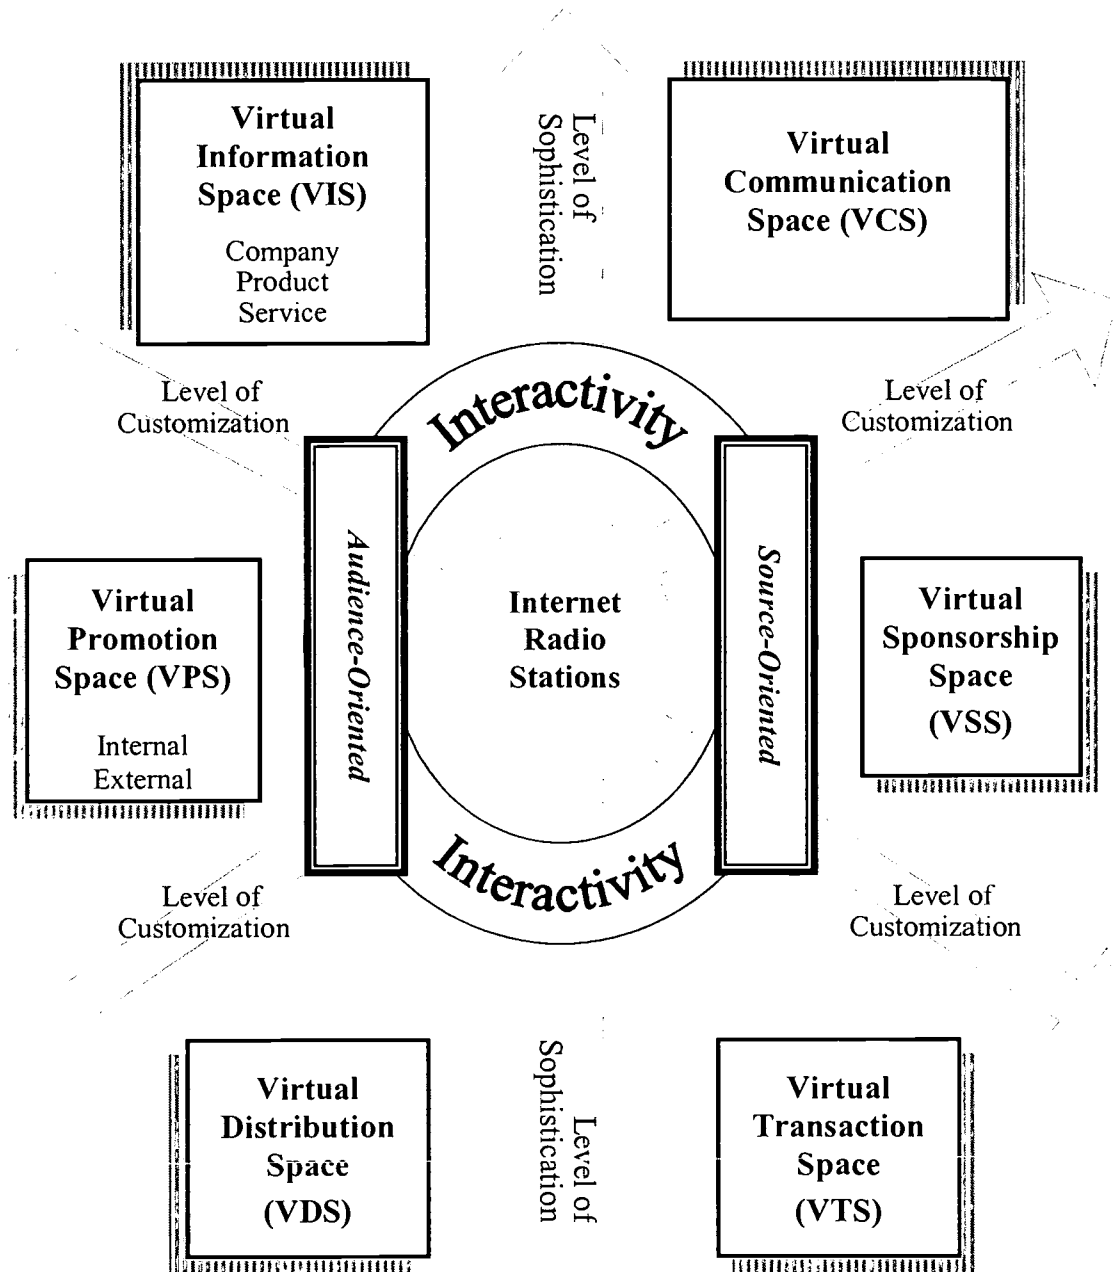 Virtual
Information
Space (VIS)
Company
Product
Service
Level of
Sophistication
Virtual
Communication
Space (VCS)
Level of
Customization
Interactivity
Level of
Customization
Audience-Oriented
Source-Oriented
Virtual
Promotion
Space (VPS)
Internal
External
Internet
Radio
Stations
Virtual
Sponsorship
Space
(VSS)
Interactivity
Level of
Customization
Level of
Customization
Virtual
Distribution
Space
(VDS)
Level of
Sophistication
Virtual
Transaction
Space
(VTS)